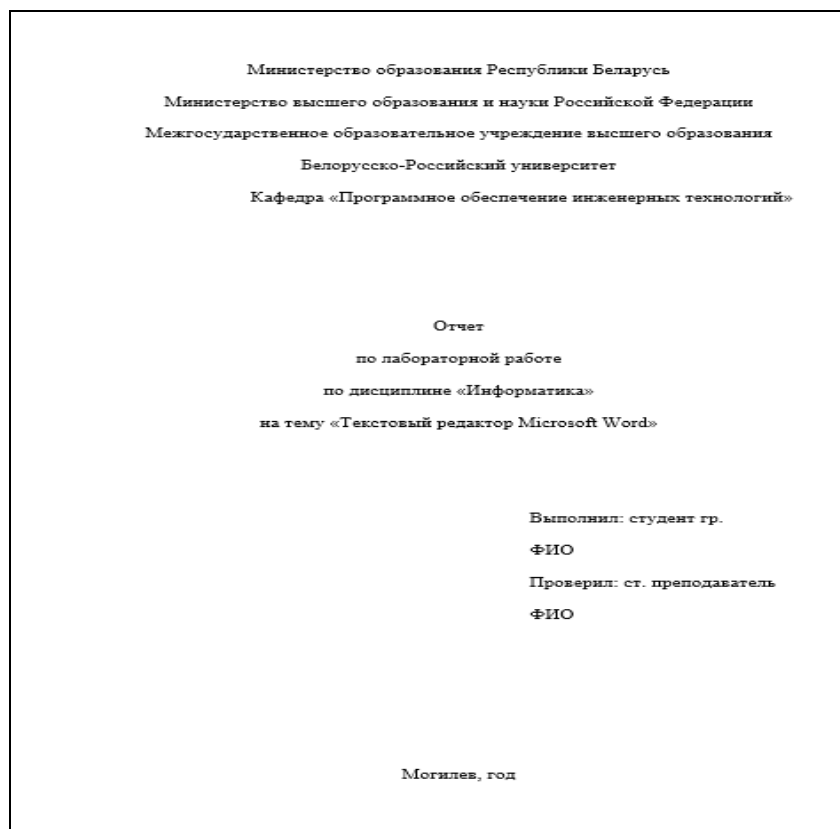 Министерство образования Республики Беларусь
Министерство высшего образования и науки Российской Федерации
Межгосударственное образовательное учреждение высшего образования
Белорусско-Российский университет
Кафедра «Программное обеспечение инженерных технологий»
Отчет
по лабораторной работе
по дисциплине «Информатика»
на тему «Текстовый редактор Microsoft Word»
Выполнил: студент гр.
ФИО
Проверил: ст. преподаватель
ФИО
Могилев, год